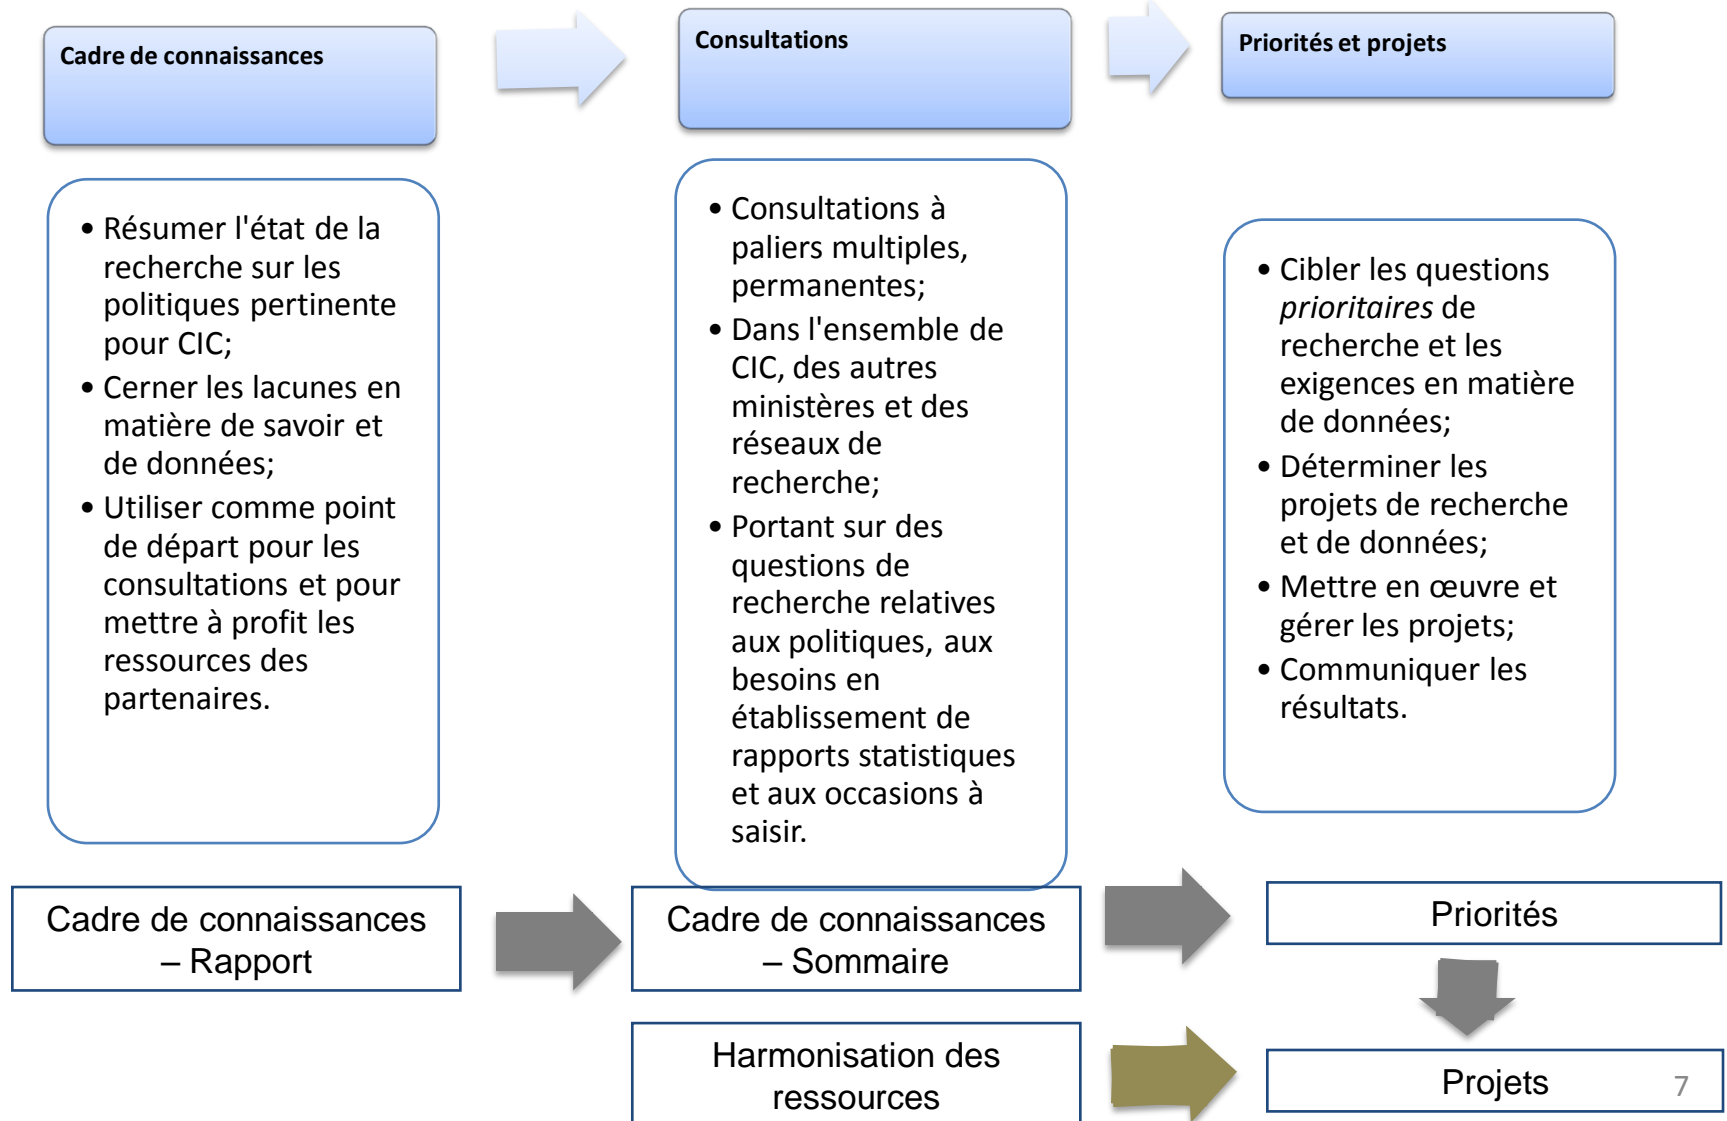 Cadre de connaissances
Consultations
Priorités et projets
• Résumer l'état de la
recherche sur les
politiques pertinente
pour CIC;
• Cerner les lacunes en
matière de savoir et
de données;
• Utiliser comme point
de départ pour les
consultations et pour
mettre à profit les
ressources des
partenaires.
• Consultations à
paliers multiples,
permanentes;
• Dans l'ensemble de
CIC, des autres
ministères et des
réseaux de
recherche;
• Portant sur des
questions de
recherche relatives
aux politiques, aux
besoins en
établissement de
rapports statistiques
et aux occasions à
saisir.
• Cibler les questions
prioritaires de
recherche et les
exigences en matière
de données;
• Déterminer les
projets de recherche
et de données;
• Mettre en œuvre et
gérer les projets;
• Communiquer les
résultats.
Cadre de connaissances
– Rapport
Cadre de connaissances
– Sommaire
Priorités
Harmonisation des
ressources
Projets
7